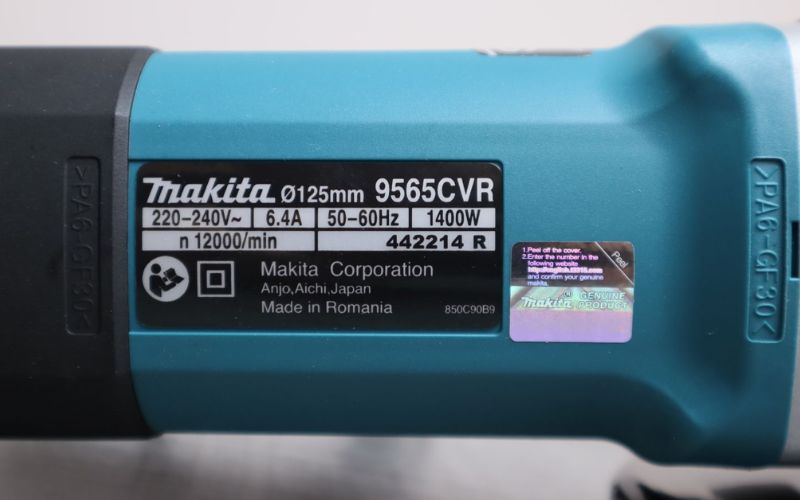 >PA6-GF30<
makita Ø125mm 9565CVR
220-240V~ 6.4A 50-60Hz 1400W
n 12000/min 442214 R
Makita Corporation
Anjo,Aichi,Japan
Made in Romania 850C90B9
1.Peel off the cover.
2.Enter the number in the
following website
and confirm your genuine
makita.
Peel
makita GENUINE
PRODUCT
>PA6-GF30<